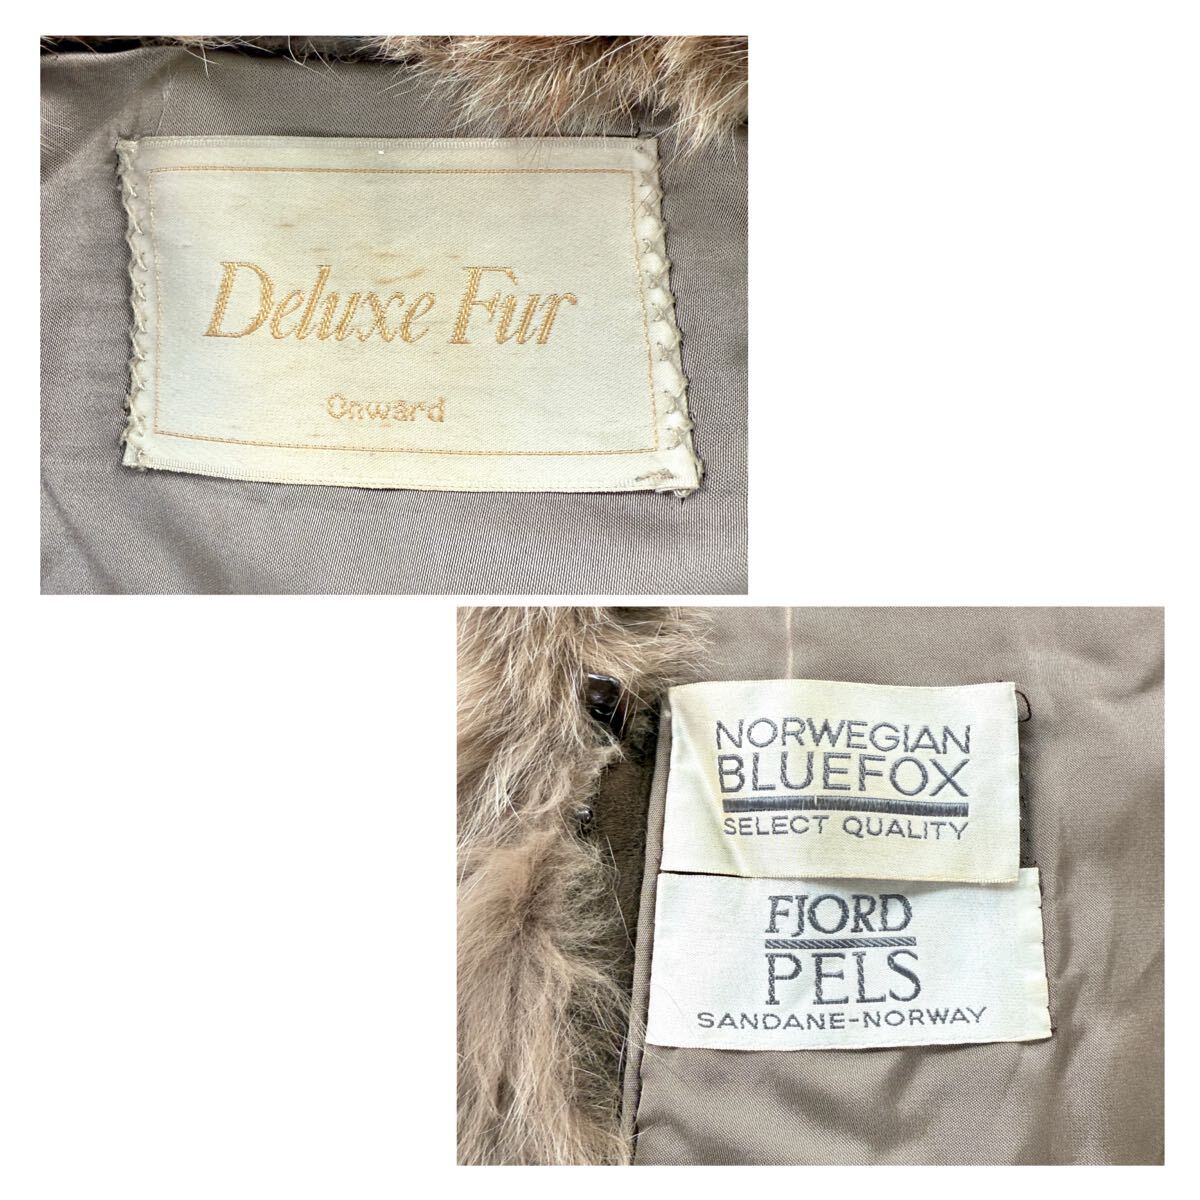 Deluxe Fur
Onward
NORWEGIAN
BLUEFOX
SELECT QUALITY
FJORD
PELS
SANDANE-NORWAY